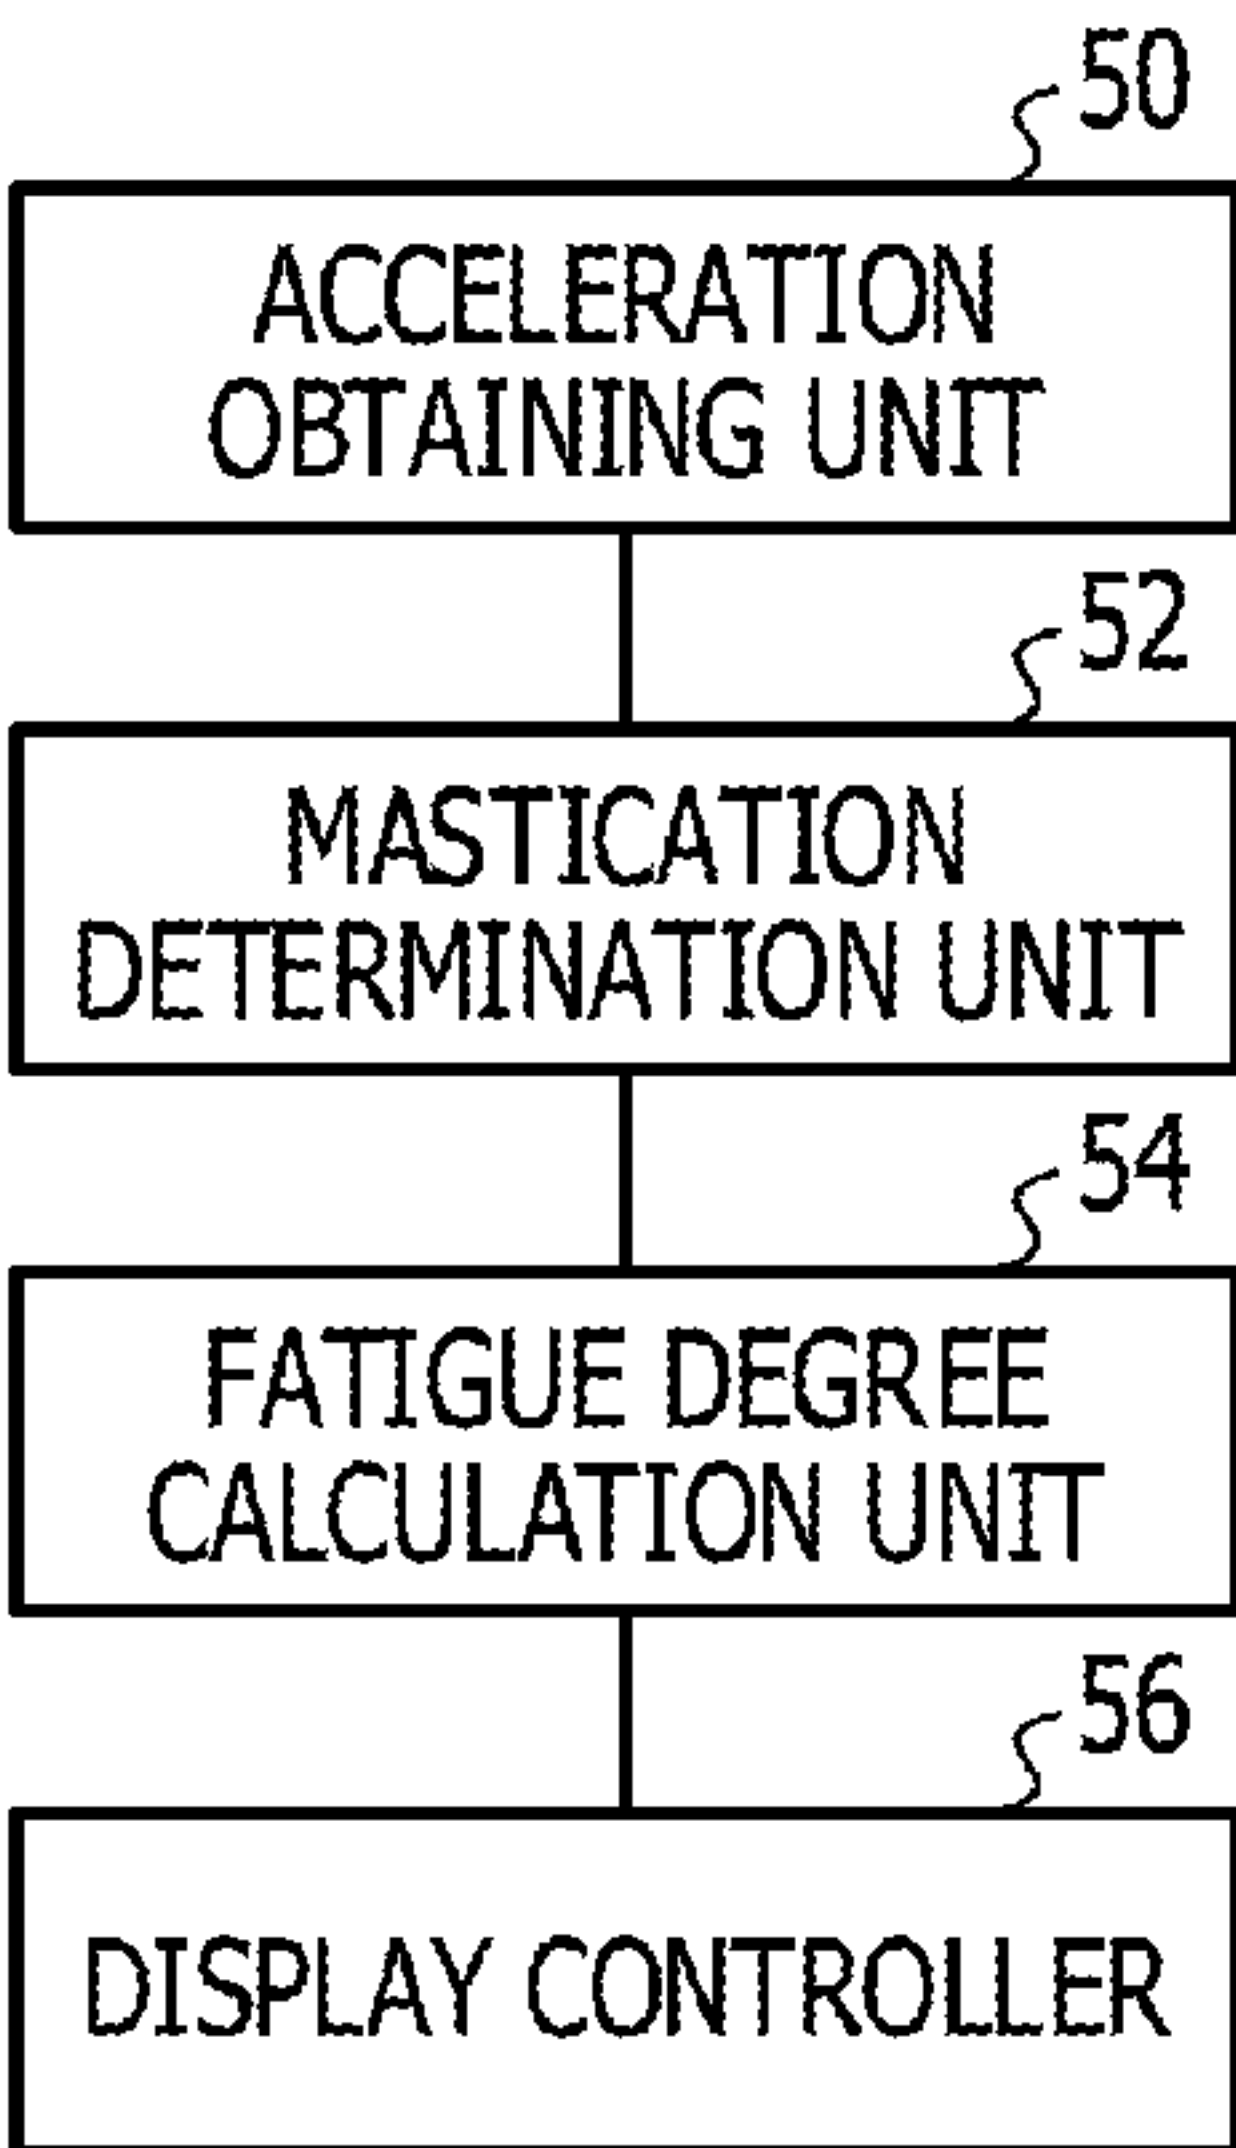 50
ACCELERATION
OBTAINING UNIT
52
MASTICATION
DETERMINATION UNIT
54
FATIGUE DEGREE
CALCULATION UNIT
56
DISPLAY CONTROLLER